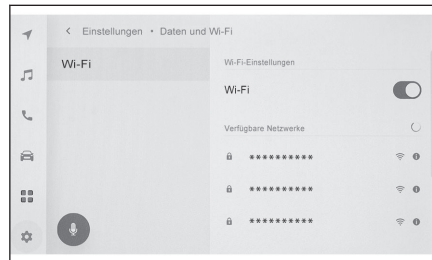 < Einstellungen • Daten und Wi-Fi
Wi-Fi
Wi-Fi-Einstellungen
Wi-Fi
Verfügbare Netzwerke
**********
**********
**********